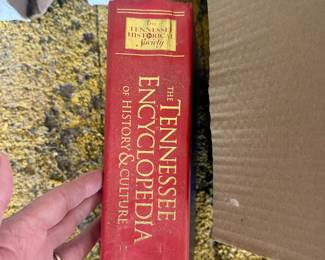 The
TENNESSEE
HISTORICAL
Society
THE TENNESSEE
ENCYCLOPEDIA
OF HISTORY & CULTURE